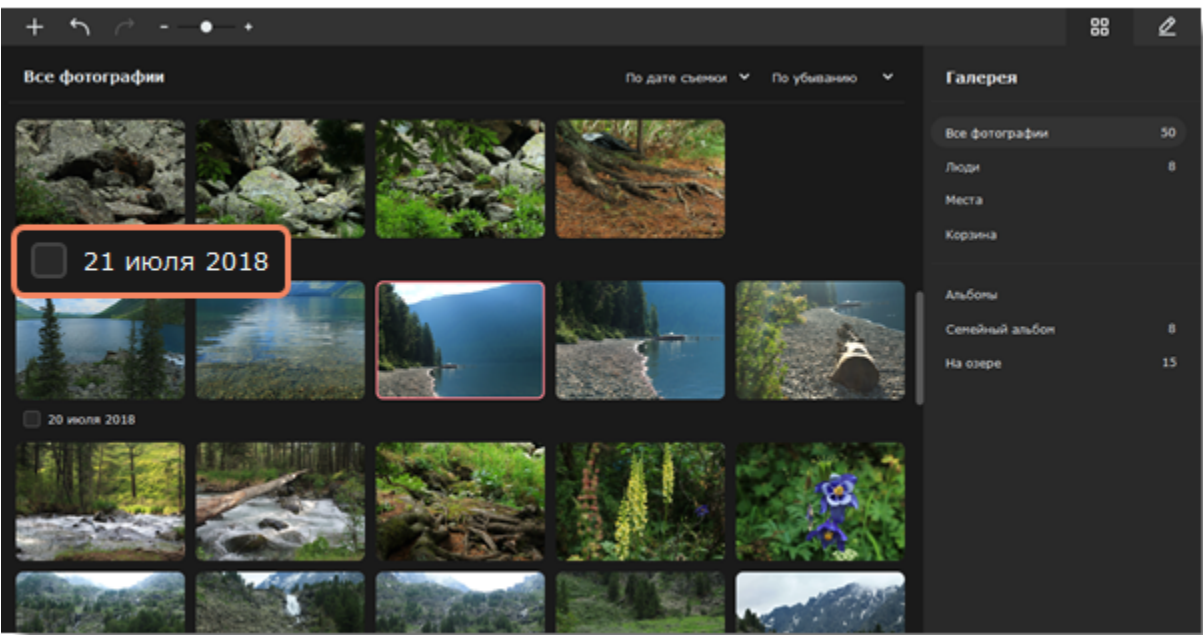 Все фотографии
По дате съемки
По убыванию
21 июля 2018
20 июля 2018
Галерея
Все фотографии 50
Люди 8
Места
Корзина
Альбомы
Семейный альбом 8
На озере 15